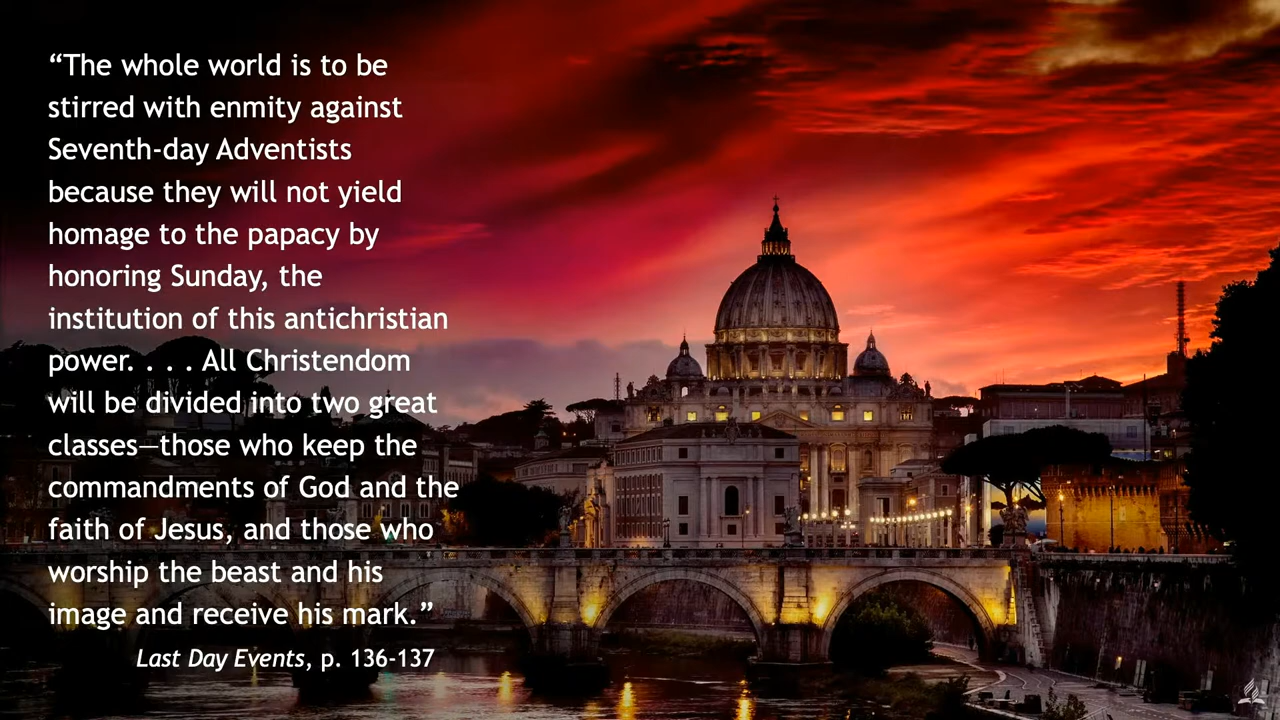 “The whole world is to be
stirred with enmity against
Seventh-day Adventists
because they will not yield
homage to the papacy by
honoring Sunday, the
institution of this antichristian
power. . . . All Christendom
will be divided into two great
classes—those who keep the
commandments of God and the
faith of Jesus, and those who
worship the beast and his
image and receive his mark.”
Last Day Events, p. 136-137